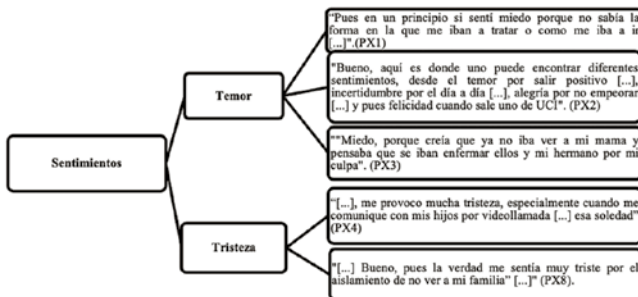 Sentimientos
Temor
"Pues en un principio si sentí miedo porque no sabía la
forma en la que me iban a tratar o como me iba a ir
[...]".(PX1)
"Bueno, aquí es donde uno puede encontrar diferentes
sentimientos, desde el temor por salir positivo [...],
incertidumbre por el día a día [...], alegría por no empeorar
[...] y pues felicidad cuando sale uno de UCI". (PX2)
""Miedo, porque creía que ya no iba ver a mi mama y
pensaba que se iban enfermar ellos y mi hermano por mi
culpa". (PX3)
Tristeza
"[...], me provoco mucha tristeza, especialmente cuando me
comunique con mis hijos por videollamada [...] esa soledad"
(PX4)
"[...] Bueno, pues la verdad me sentía muy triste por el
aislamiento de no ver a mi familia" [...]" (PX8).